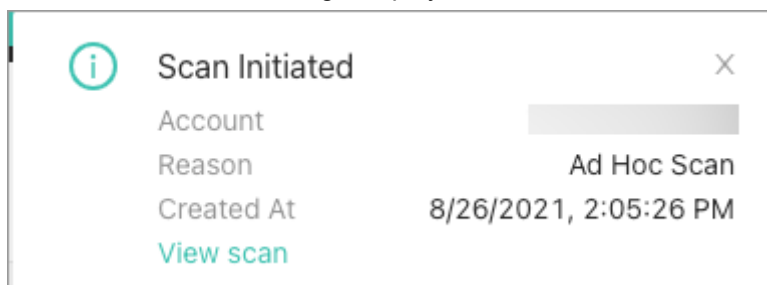 Scan Initiated
Account
Reason Ad Hoc Scan
Created At 8/26/2021, 2:05:26 PM
View scan